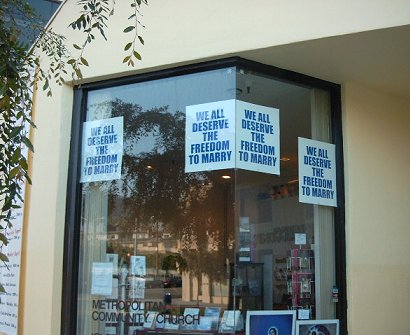 WE ALL
DESERVE
THE
FREEDOM
TO MARRY
WE ALL
DESERVE
THE
FREEDOM
TO MARRY
WE ALL
DESERVE
THE
FREEDOM
TO MARRY
WE ALL
DESERVE
THE
FREEDOM
TO MARRY
METROPOLITAN
COMMUNITY CHURCH